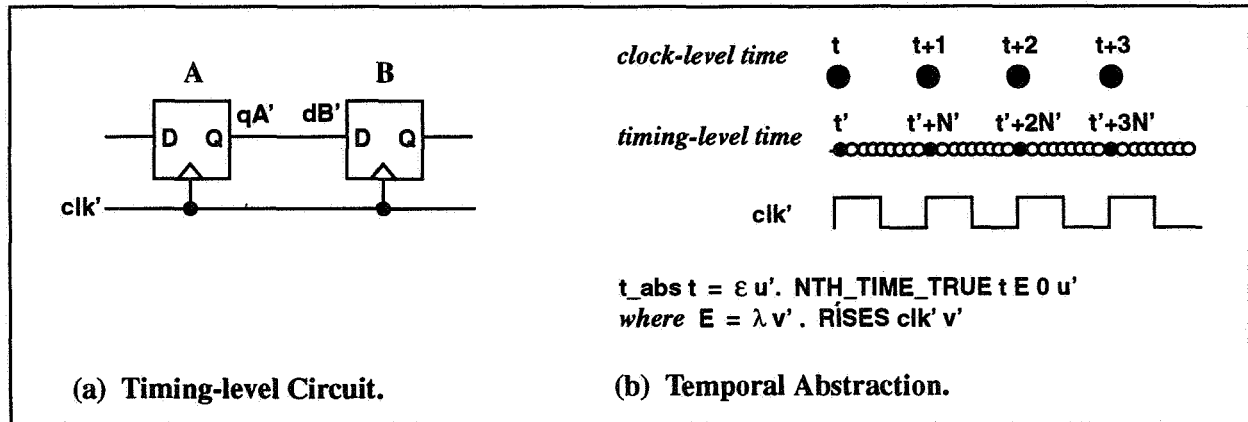 A B
qA' dB'
D Q D Q
clk'
(a) Timing-level Circuit.
clock-level time t t+1 t+2 t+3
timing-level time t' t'+N' t'+2N' t'+3N'
clk'
t_abs t = ε u'. NTH_TIME_TRUE t E 0 u'
where E = λ v' . RISES clk' v'
(b) Temporal Abstraction.